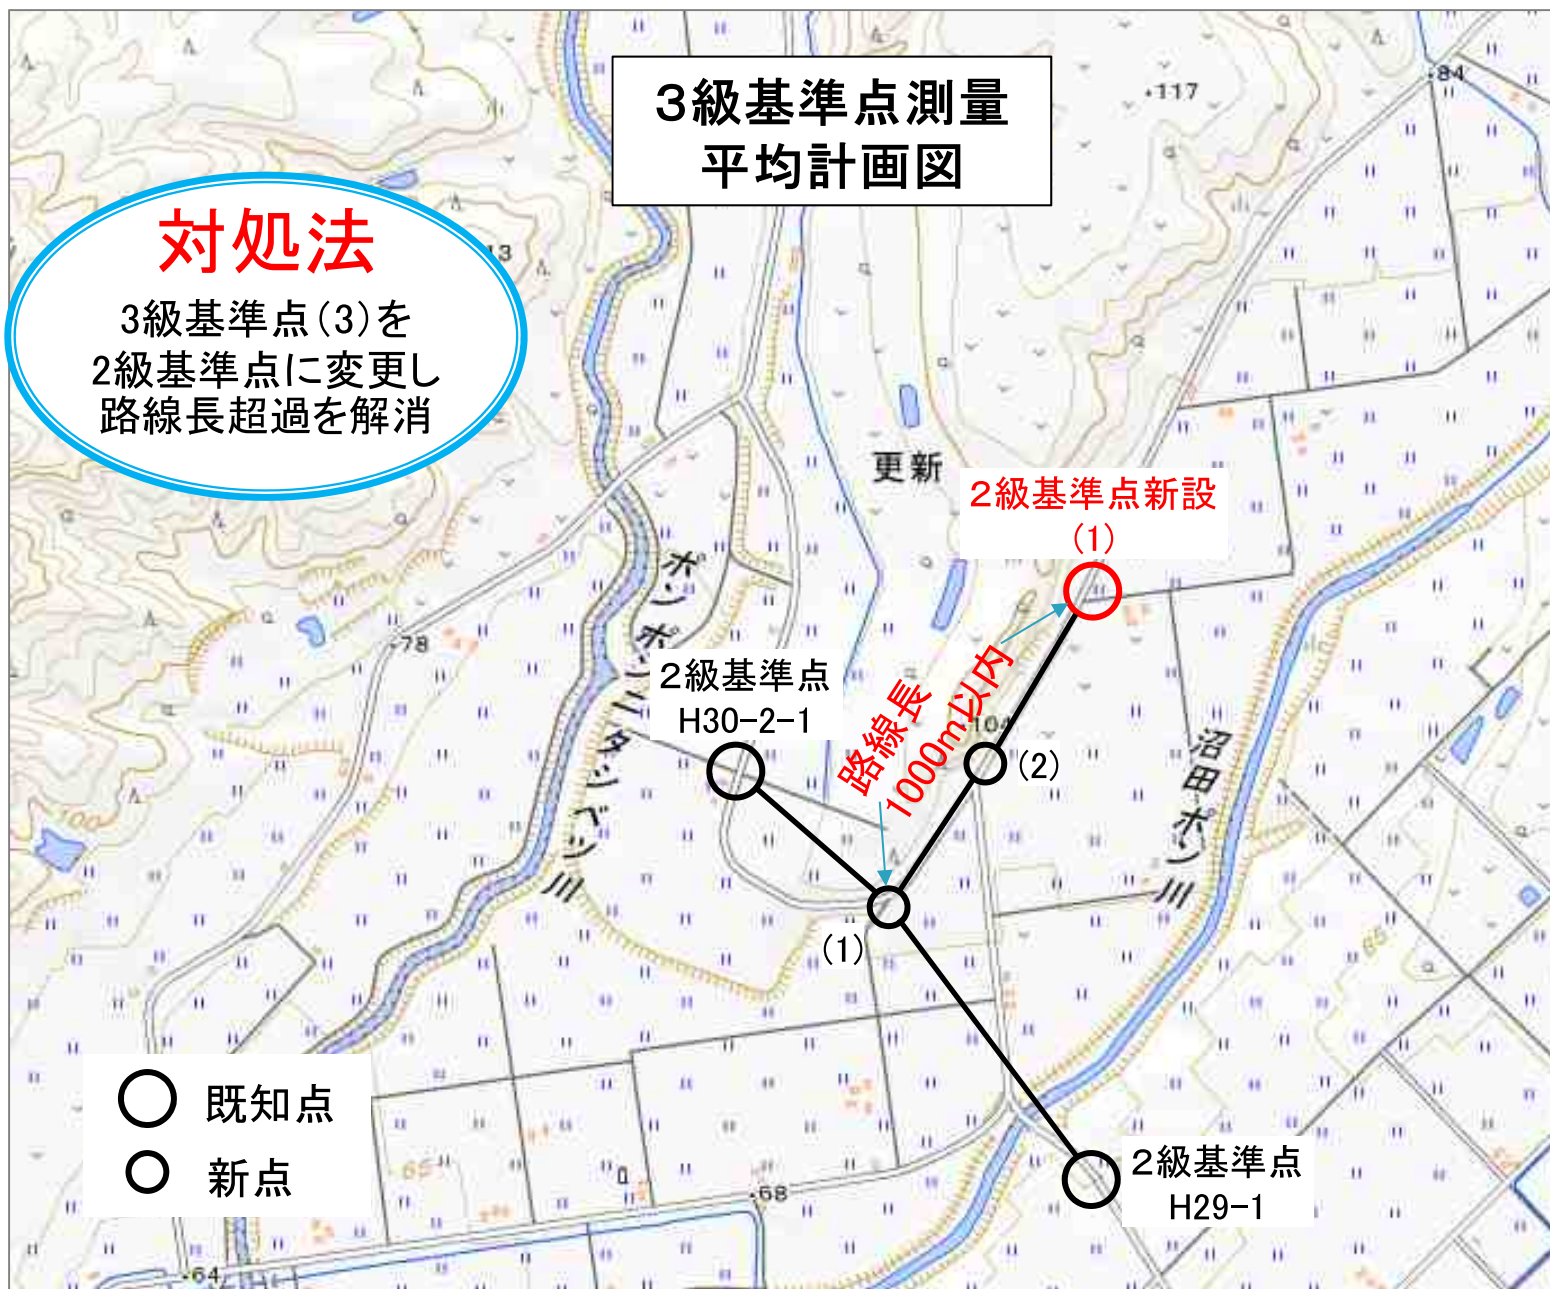 3級基準点測量
平均計画図
・117
・84
対処法
13
3級基準点(3)を
2級基準点に変更し
路線長超過を解消
更新
2級基準点新設
(1)
ポンポンニタシベツ川
・78
2級基準点
H30-2-1
路線長
1000m以内
104
(2)
沼田ポン川
(1)
65
既知点
新点
65
・68
・64
2級基準点
H29-1